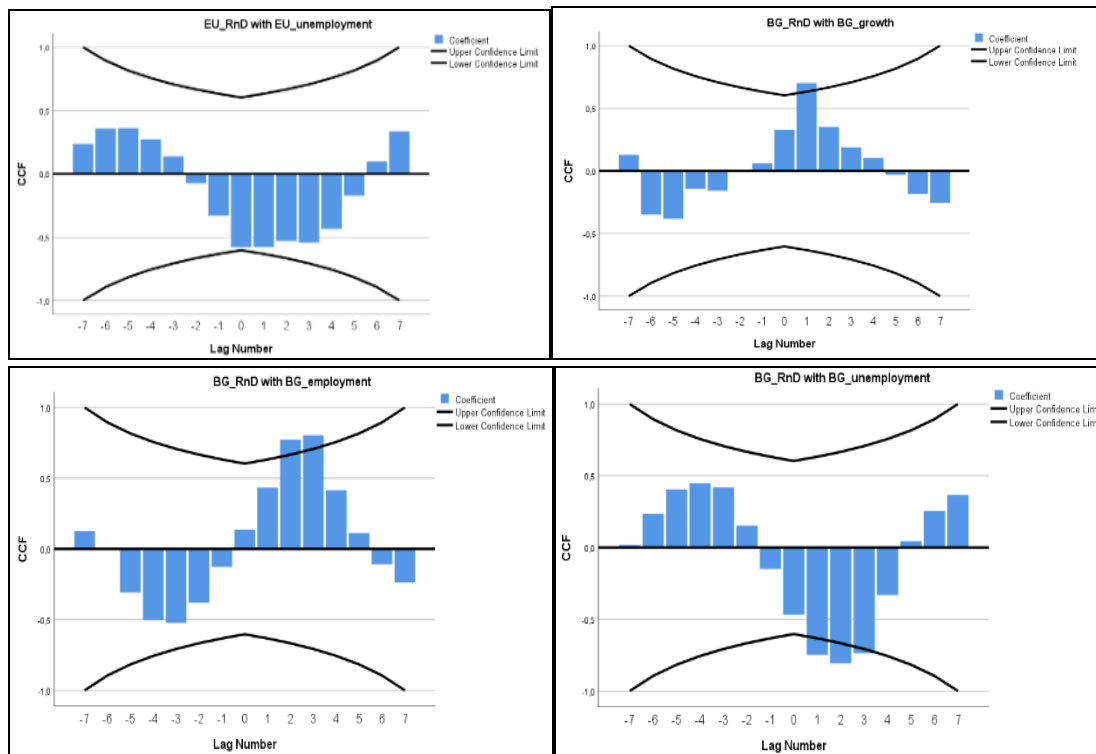 EU_RnD with EU_unemployment
Coefficient
Upper Confidence Limit
Lower Confidence Limit
1,0
0,5
0,0
-0,5
-1,0
CCF
-7 -6 -5 -4 -3 -2 -1 0 1 2 3 4 5 6 7
Lag Number
BG_RnD with BG_growth
Coefficient
Upper Confidence Limit
Lower Confidence Limit
1,0
0,5
0,0
-0,5
-1,0
CCF
-7 -6 -5 -4 -3 -2 -1 0 1 2 3 4 5 6 7
Lag Number
BG_RnD with BG_employment
Coefficient
Upper Confidence Limit
Lower Confidence Limit
1,0
0,5
0,0
-0,5
-1,0
CCF
-7 -6 -5 -4 -3 -2 -1 0 1 2 3 4 5 6 7
Lag Number
BG_RnD with BG_unemployment
Coefficient
Upper Confidence Limit
Lower Confidence Limit
1,0
0,5
0,0
-0,5
-1,0
CCF
-7 -6 -5 -4 -3 -2 -1 0 1 2 3 4 5 6 7
Lag Number